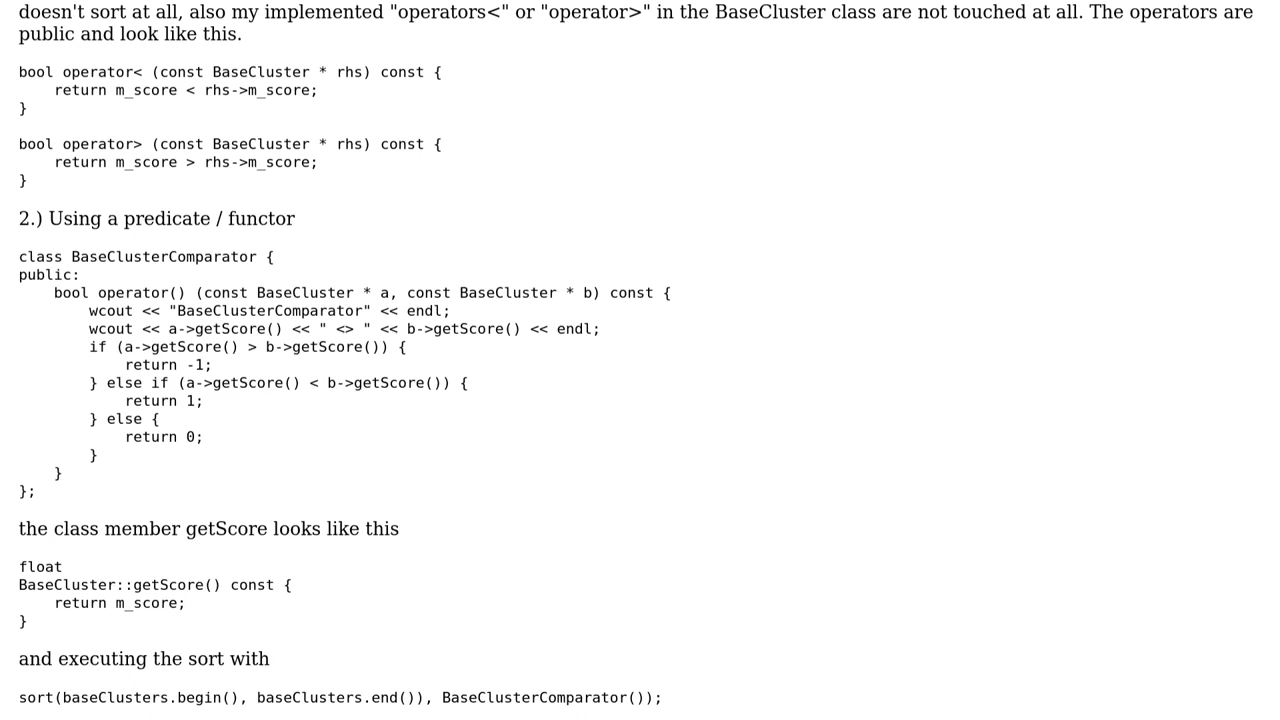 doesn't sort at all, also my implemented "operators<" or "operator>" in the BaseCluster class are not touched at all. The operators are
public and look like this.
bool operator< (const BaseCluster * rhs) const {
    return m_score < rhs->m_score;
}
bool operator> (const BaseCluster * rhs) const {
    return m_score > rhs->m_score;
}
2.) Using a predicate / functor
class BaseClusterComparator {
public:
    bool operator() (const BaseCluster * a, const BaseCluster * b) const {
        wcout << "BaseClusterComparator" << endl;
        wcout << a->getScore() << " <> " << b->getScore() << endl;
        if (a->getScore() > b->getScore()) {
            return -1;
        } else if (a->getScore() < b->getScore()) {
            return 1;
        } else {
            return 0;
        }
    }
};
the class member getScore looks like this
float
BaseCluster::getScore() const {
    return m_score;
}
and executing the sort with
sort(baseClusters.begin(), baseClusters.end()), BaseClusterComparator());